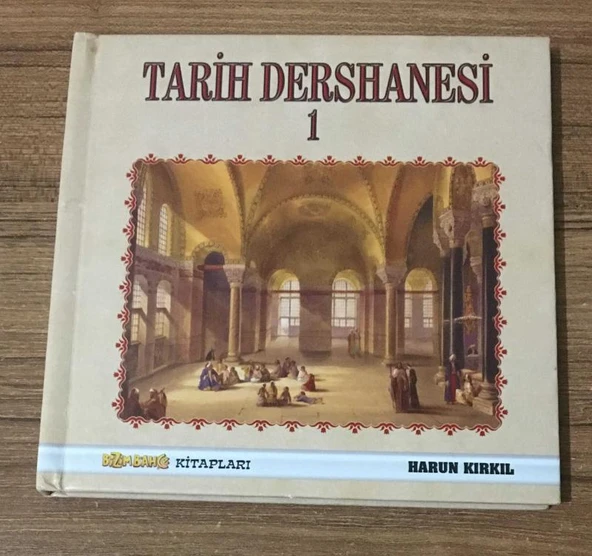 TARİH DERSHANESİ
1
BİZİM BAHÇE KİTAPLARI
HARUN KIRKIL